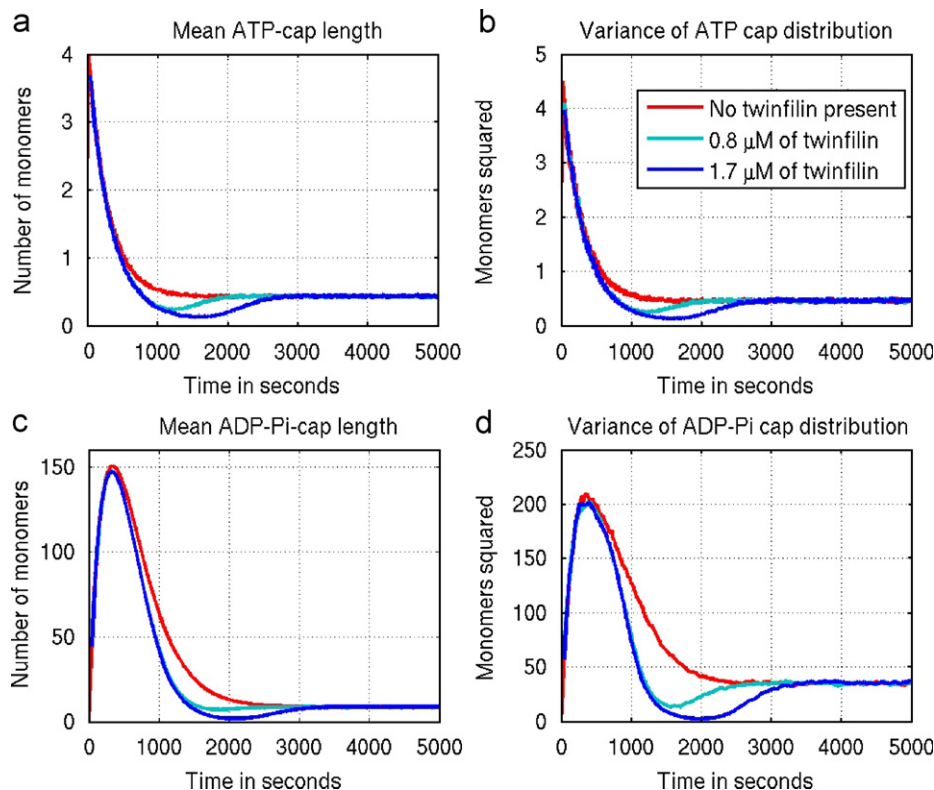 a
Mean ATP-cap length
Number of monomers
4
3
2
1
0
0 1000 2000 3000 4000 5000
Time in seconds
b
Variance of ATP cap distribution
Monomers squared
5
4
3
2
1
0
No twinfilin present
0.8 µM of twinfilin
1.7 µM of twinfilin
0 1000 2000 3000 4000 5000
Time in seconds
c
Mean ADP-Pi-cap length
Number of monomers
150
100
50
0
0 1000 2000 3000 4000 5000
Time in seconds
d
Variance of ADP-Pi cap distribution
Monomers squared
250
200
150
100
50
0
0 1000 2000 3000 4000 5000
Time in seconds